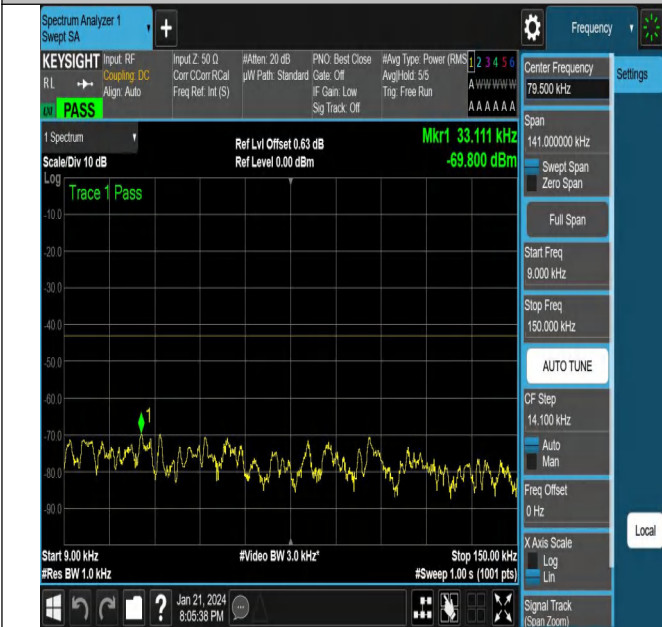 Spectrum Analyzer 1
Swept SA
Frequency
KEYSIGHT
Input: RF
Coupling: DC
Align: Auto
Input Z: 50 Ω
Corr CCorr RCal
Freq Ref: Int (S)
#Atten: 20 dB
µW Path: Standard
PNO: Best Close
Gate: Off
IF Gain: Low
Sig Track: Off
#Avg Type: Power (RMS
Avg|Hold: 5/5
Trig: Free Run
1 2 3 4 5 6
A W W W W W
A A A A A A
RL
PASS
1 Spectrum
Scale/Div 10 dB
Ref Lvl Offset 0.63 dB
Ref Level 0.00 dBm
Mkr1 33.111 kHz
-69.800 dBm
Log
Trace 1 Pass
-10.0
-20.0
-30.0
-40.0
-50.0
-60.0
-70.0
-80.0
-90.0
1
Start 9.00 kHz
#Res BW 1.0 kHz
#Video BW 3.0 kHz*
Stop 150.00 kHz
#Sweep 1.00 s (1001 pts)
Jan 21, 2024
8:05:38 PM
Center Frequency
79.500 kHz
Settings
Span
141.000000 kHz
Swept Span
Zero Span
Full Span
Start Freq
9.000 kHz
Stop Freq
150.000 kHz
AUTO TUNE
CF Step
14.100 kHz
Auto
Man
Freq Offset
0 Hz
X Axis Scale
Log
Lin
Local
Signal Track
(Span Zoom)